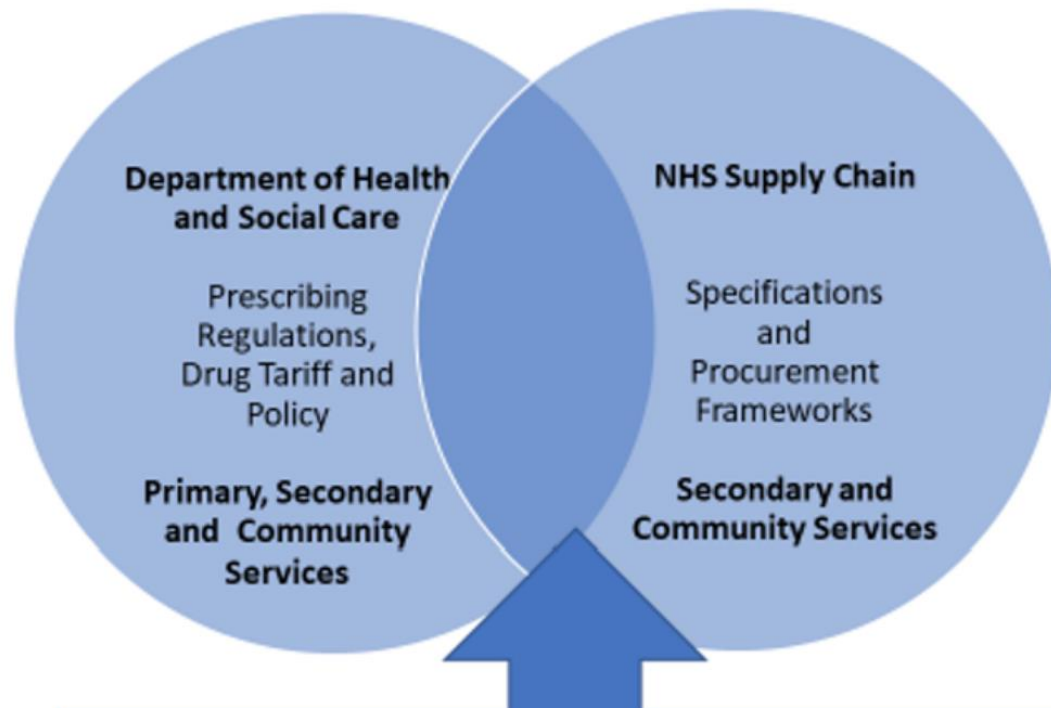 Department of Health
and Social Care
Prescribing
Regulations,
Drug Tariff and
Policy
Primary, Secondary
and Community
Services
NHS Supply Chain
Specifications
and
Procurement
Frameworks
Secondary and
Community Services